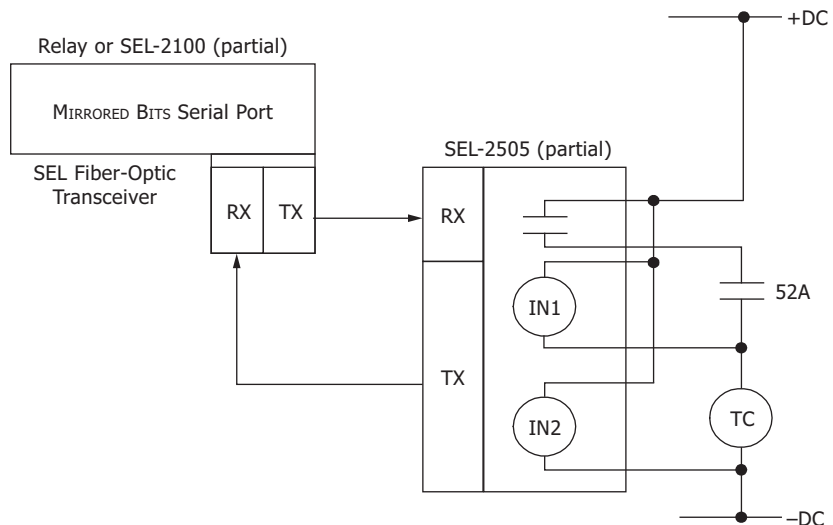 +DC
Relay or SEL-2100 (partial)
MIRRORED BITS Serial Port
SEL-2505 (partial)
SEL Fiber-Optic
Transceiver
RX
TX
RX
52A
IN1
TX
IN2
TC
–DC